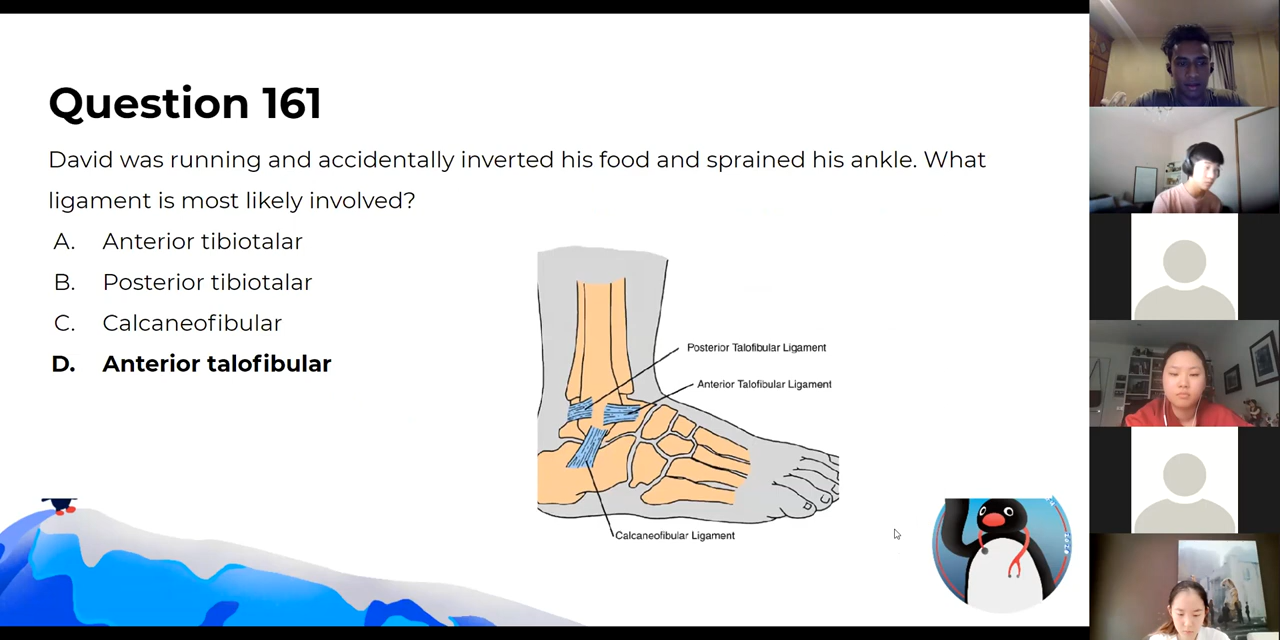 Question 161
David was running and accidentally inverted his food and sprained his ankle. What
ligament is most likely involved?
A. Anterior tibiotalar
B. Posterior tibiotalar
C. Calcaneofibular
D. Anterior talofibular
Posterior Talofibular Ligament
Anterior Talofibular Ligament
Calcaneofibular Ligament